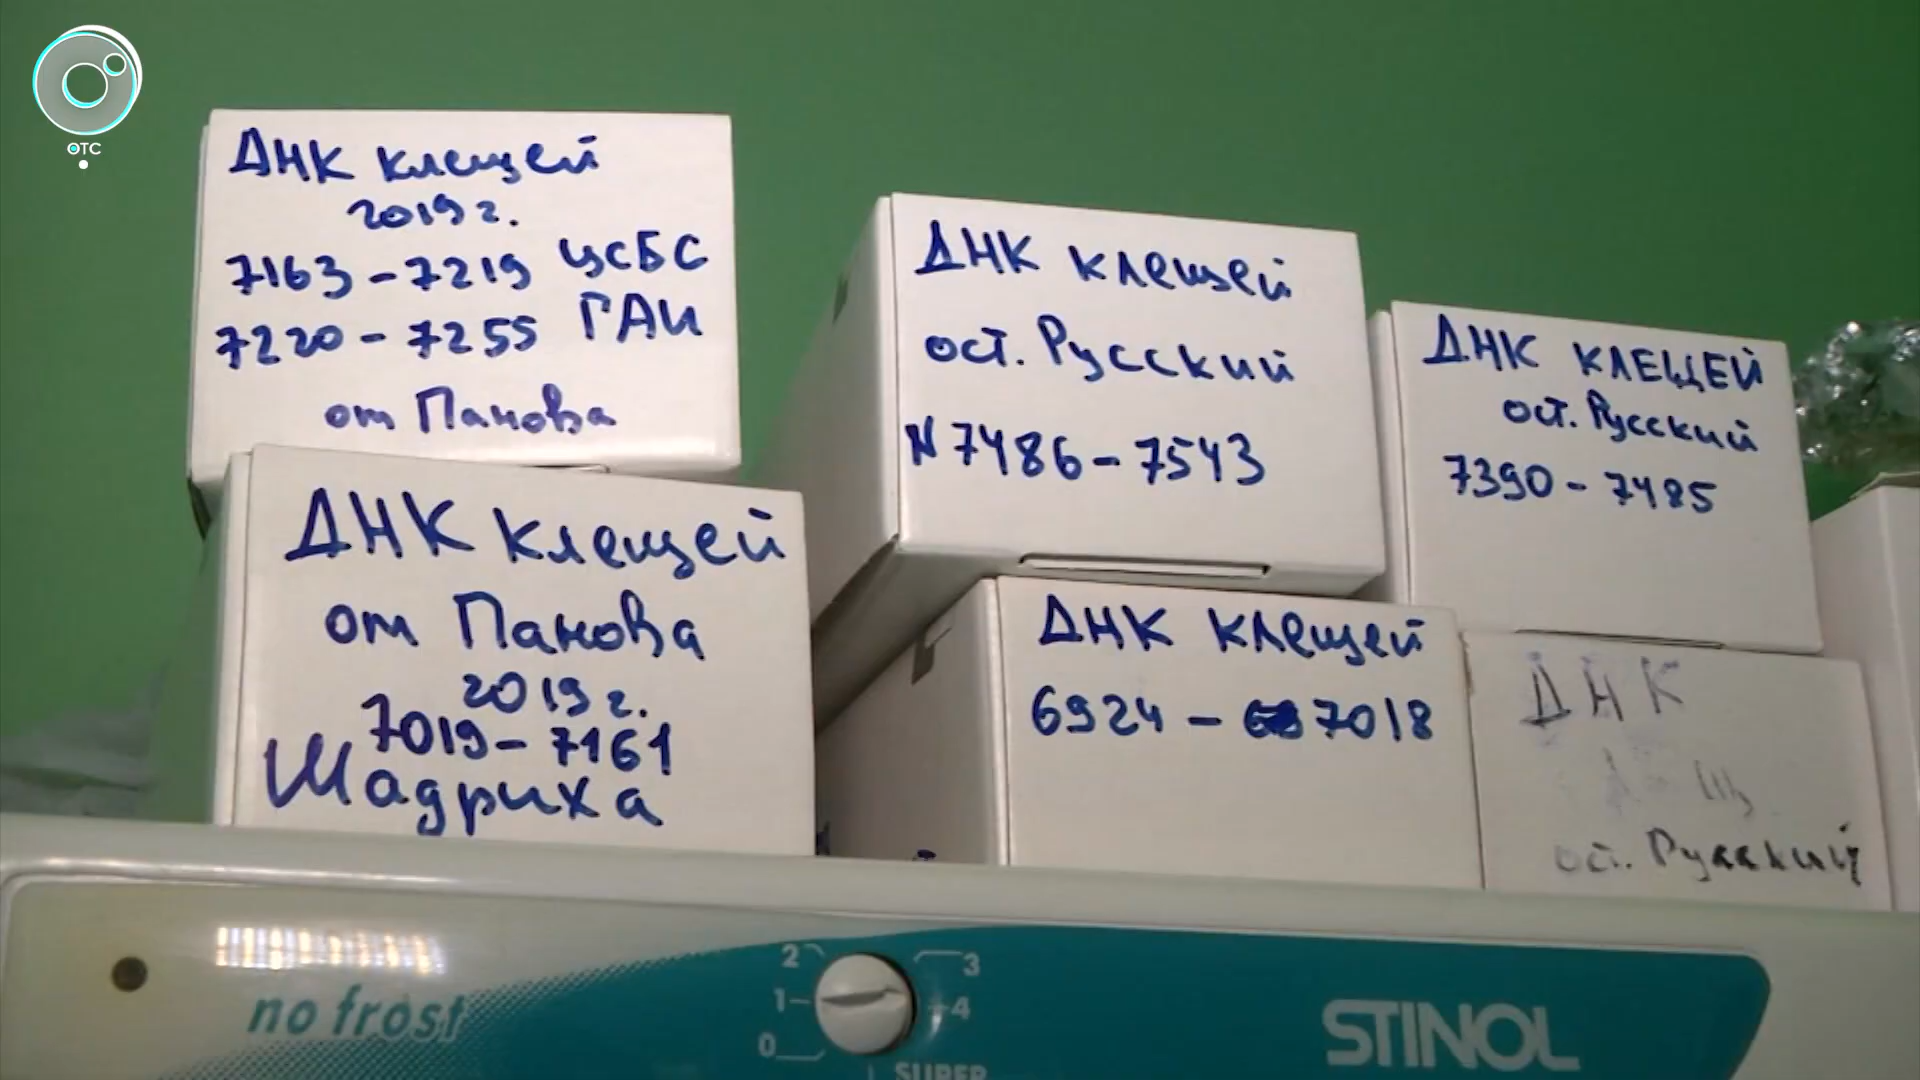 ОТС
ДНК клещей
2019 г.
7163 - 7219 ЦСБС
7220 - 7255 ГАИ
от Панова
ДНК клещей
от Панова
2019 г.
7019 - 7161
Шадриха
ДНК клещей
ост. Русский
N 7486 - 7543
ДНК КЛЕЩЕЙ
ост. Русский
7390 - 7485
ДНК клещей
6924 - 7018
ДНК
ост. Русский
no frost
2 3
1 4
0
SUPER
STINOL